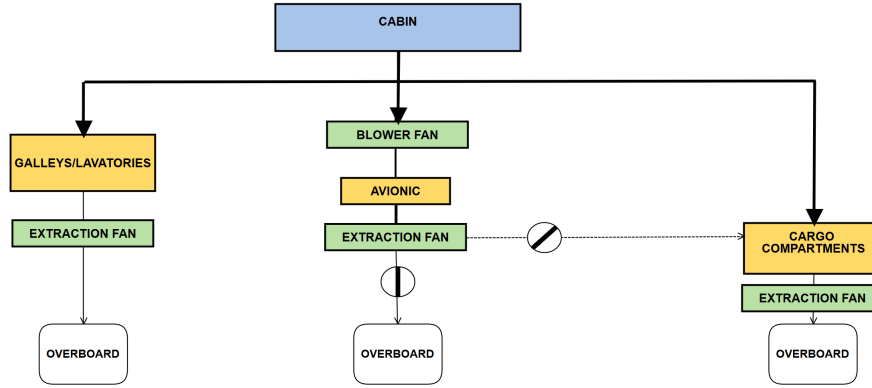 CABIN
BLOWER FAN
GALLEYS/LAVATORIES
AVIONIC
EXTRACTION FAN
EXTRACTION FAN
CARGO
COMPARTMENTS
EXTRACTION FAN
OVERBOARD
OVERBOARD
OVERBOARD